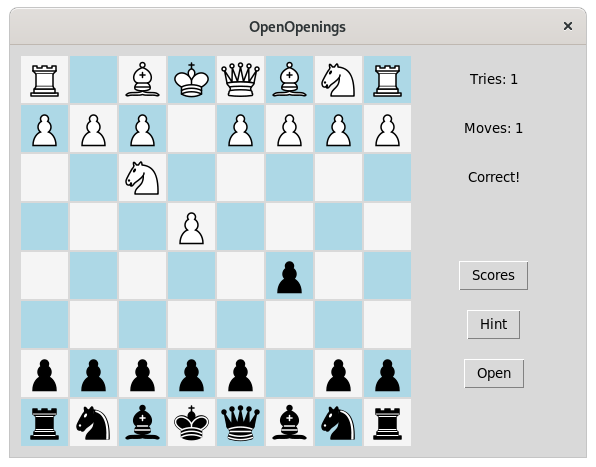 OpenOpenings
×
Tries: 1
Moves: 1
Correct!
Scores
Hint
Open